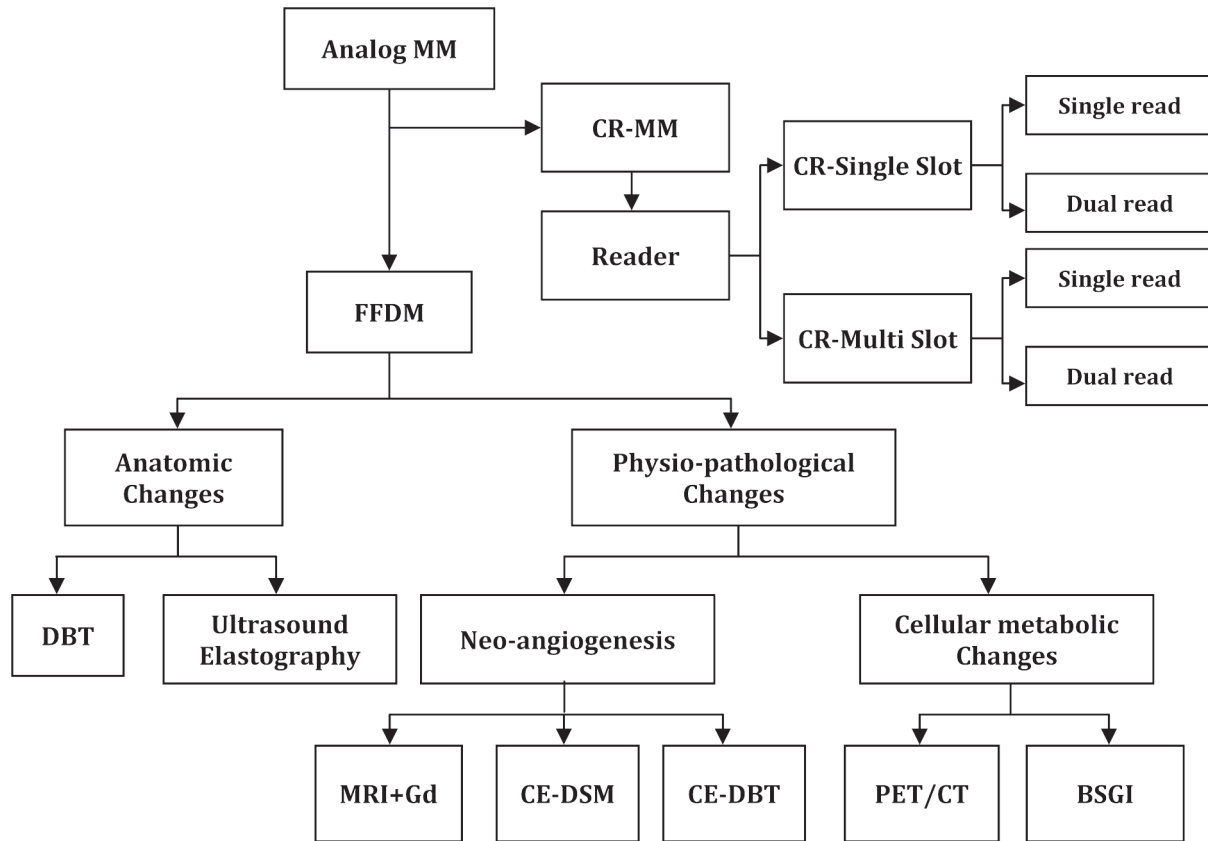 Analog MM
CR-MM
Reader
CR-Single Slot
Single read
Dual read
CR-Multi Slot
Single read
Dual read
FFDM
Anatomic
Changes
Physio-pathological
Changes
DBT
Ultrasound
Elastography
Neo-angiogenesis
Cellular metabolic
Changes
MRI+Gd
CE-DSM
CE-DBT
PET/CT
BSGI